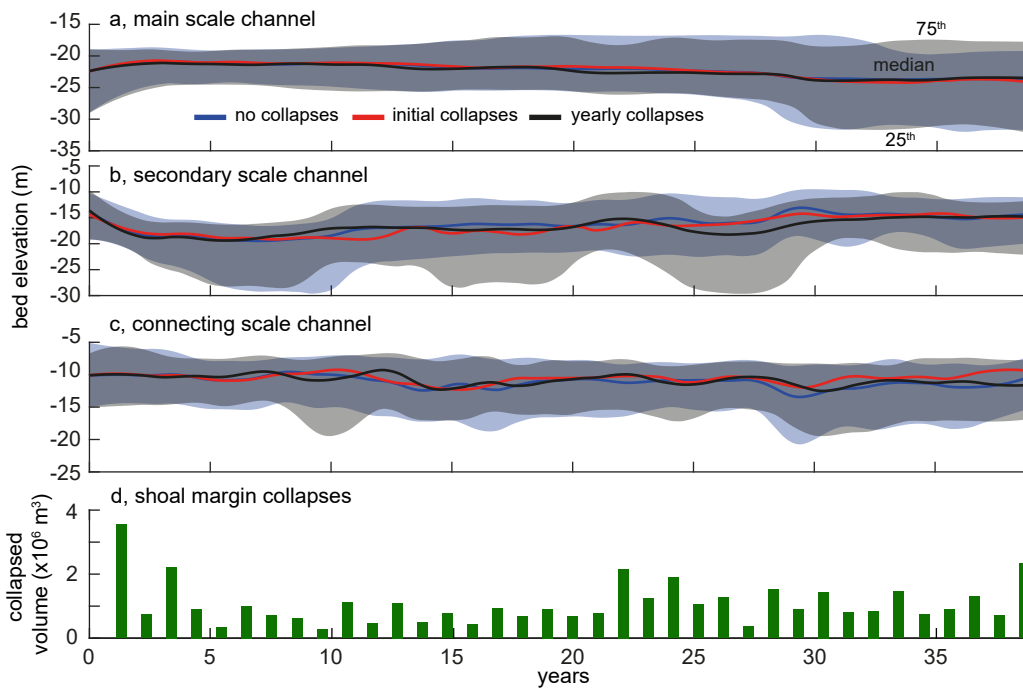 -15
a, main scale channel
75th
-20
median
-25
no collapses initial collapses yearly collapses
-30
25th
-35
-5
b, secondary scale channel
-10
-15
-20
-25
-30
bed elevation (m)
c, connecting scale channel
-5
-10
-15
-20
-25
d, shoal margin collapses
4
2
0
collapsed
volume (x10⁶ m³)
0 5 10 15 20 25 30 35
years